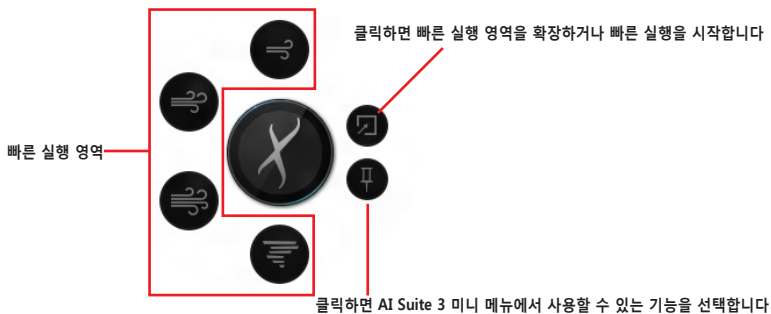 클릭하면 빠른 실행 영역을 확장하거나 빠른 실행을 시작합니다
빠른 실행 영역
클릭하면 AI Suite 3 미니 메뉴에서 사용할 수 있는 기능을 선택합니다